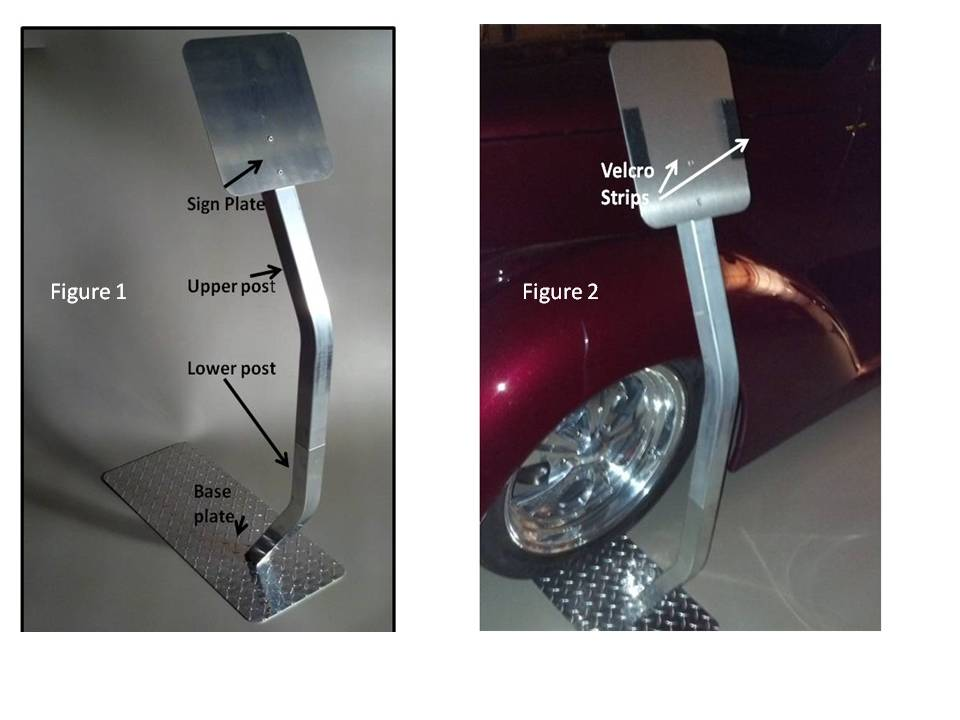 Sign Plate
Upper post
Figure 1
Lower post
Base
plate
Velcro
Strips
Figure 2